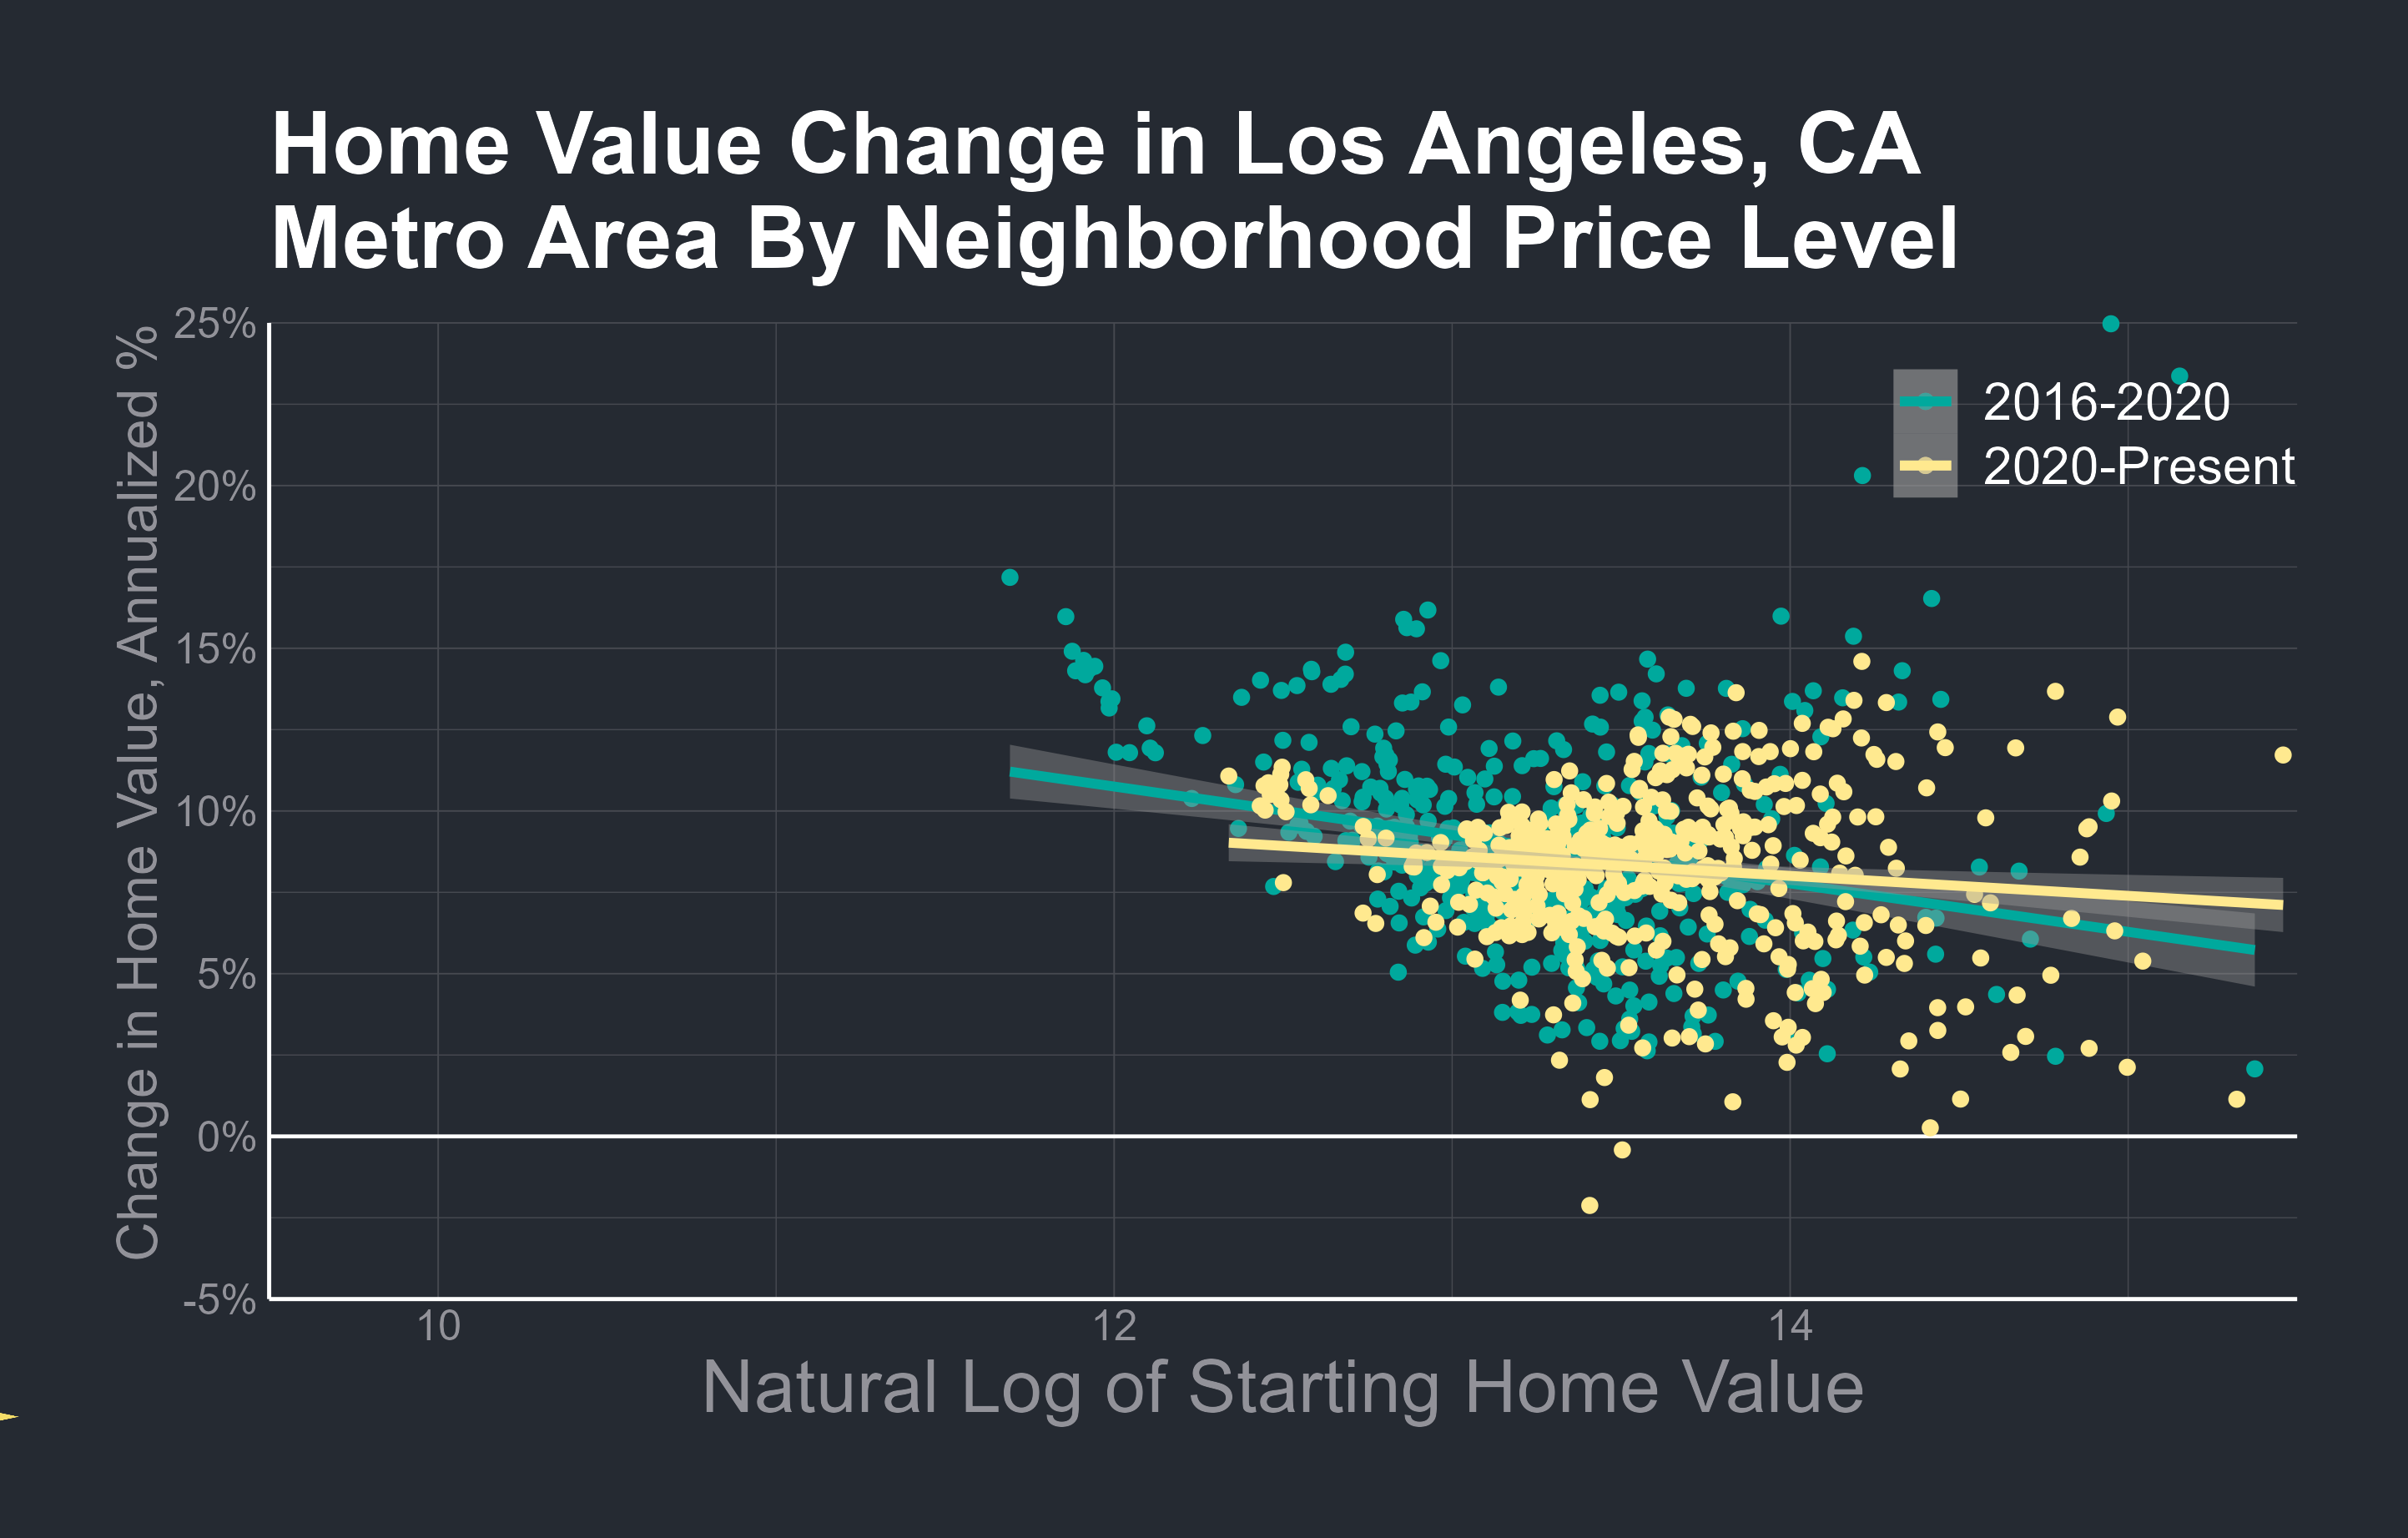 Home Value Change in Los Angeles, CA
Metro Area By Neighborhood Price Level
Change in Home Value, Annualized %
25%
20%
15%
10%
5%
0%
-5%
2016-2020
2020-Present
10
12
14
Natural Log of Starting Home Value